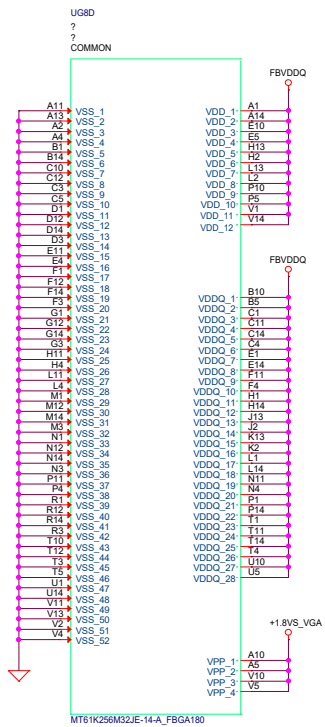 UG8D
?
?
COMMON
A11 VSS_1
A13 VSS_2
A2 VSS_3
A4 VSS_4
B1 VSS_5
B14 VSS_6
C10 VSS_7
C12 VSS_8
C3 VSS_9
C5 VSS_10
D1 VSS_11
D12 VSS_12
D14 VSS_13
D3 VSS_14
E11 VSS_15
E4 VSS_16
F1 VSS_17
F12 VSS_18
F14 VSS_19
F3 VSS_20
G1 VSS_21
G12 VSS_22
G14 VSS_23
G3 VSS_24
H11 VSS_25
H4 VSS_26
L11 VSS_27
L4 VSS_28
M1 VSS_29
M12 VSS_30
M14 VSS_31
M3 VSS_32
N1 VSS_33
N12 VSS_34
N14 VSS_35
N3 VSS_36
P11 VSS_37
P4 VSS_38
R1 VSS_39
R12 VSS_40
R14 VSS_41
R3 VSS_42
T10 VSS_43
T12 VSS_44
T3 VSS_45
T5 VSS_46
U1 VSS_47
U14 VSS_48
V11 VSS_49
V13 VSS_50
V2 VSS_51
V4 VSS_52
FBVDDQ
VDD_1 A1
VDD_2 A14
VDD_3 E10
VDD_4 E5
VDD_5 H13
VDD_6 H2
VDD_7 L13
VDD_8 L2
VDD_9 P10
VDD_10 P5
VDD_11 V1
VDD_12 V14
FBVDDQ
VDDQ_1 B10
VDDQ_2 B5
VDDQ_3 C1
VDDQ_4 C11
VDDQ_5 C14
VDDQ_6 C4
VDDQ_7 E1
VDDQ_8 E14
VDDQ_9 F11
VDDQ_10 F4
VDDQ_11 H1
VDDQ_12 H14
VDDQ_13 J13
VDDQ_14 J2
VDDQ_15 K13
VDDQ_16 K2
VDDQ_17 L1
VDDQ_18 L14
VDDQ_19 N11
VDDQ_20 N4
VDDQ_21 P1
VDDQ_22 P14
VDDQ_23 T1
VDDQ_24 T11
VDDQ_25 T14
VDDQ_26 T4
VDDQ_27 U10
VDDQ_28 U5
+1.8VS_VGA
VPP_1 A10
VPP_2 A5
VPP_3 V10
VPP_4 V5
MT61K256M32JE-14-A_FBGA180